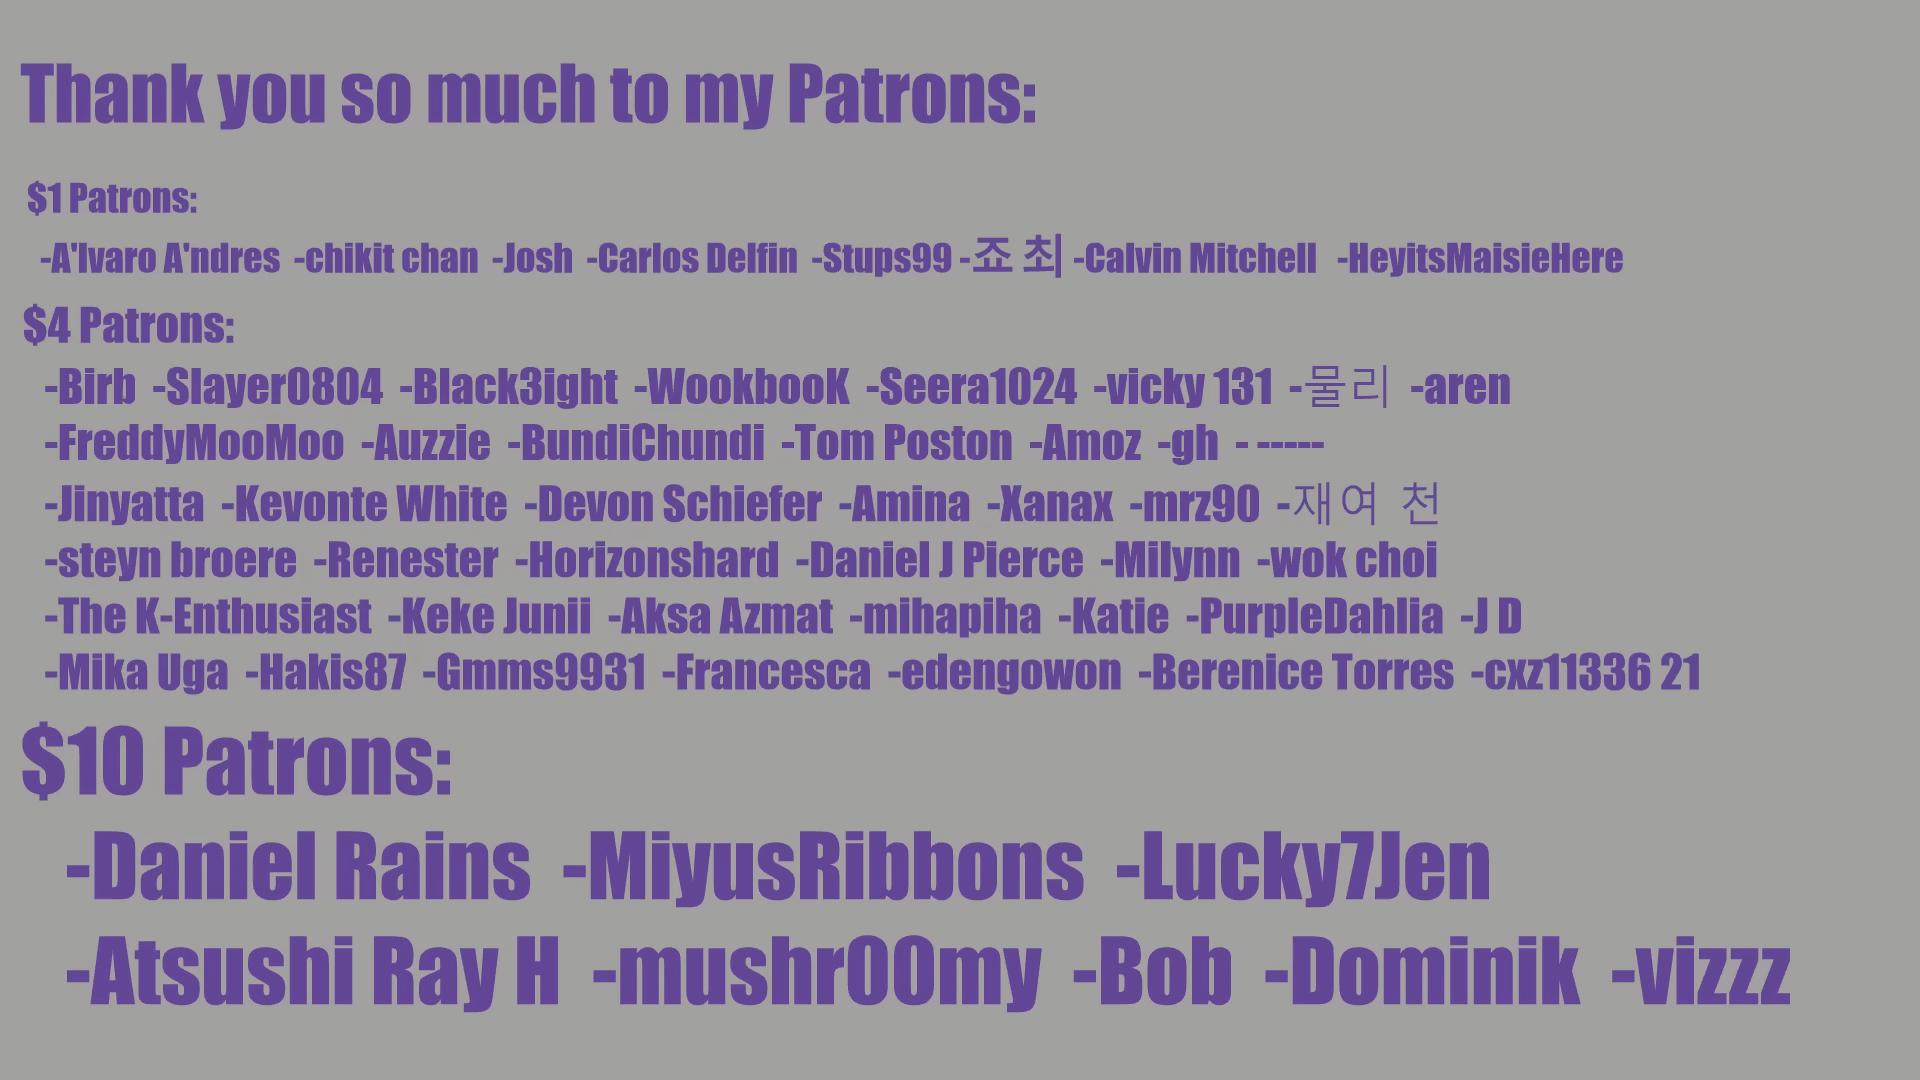 Thank you so much to my Patrons:
$1 Patrons:
-A'lvaro A'ndres -chikit chan -Josh -Carlos Delfin -Stups99 -죠 최 -Calvin Mitchell -HeyitsMaisieHere
$4 Patrons:
-Birb -Slayer0804 -Black3ight -WookbooK -Seera1024 -vicky 131 -물리 -aren
-FreddyMooMoo -Auzzie -BundiChundi -Tom Poston -Amoz -gh - -----
-Jinyatta -Kevonte White -Devon Schiefer -Amina -Xanax -mrz90 -재여 천
-steyn broere -Renester -Horizonshard -Daniel J Pierce -Milynn -wok choi
-The K-Enthusiast -Keke Junii -Aksa Azmat -mihapiha -Katie -PurpleDahlia -J D
-Mika Uga -Hakis87 -Gmms9931 -Francesca -edengowon -Berenice Torres -cxz11336 21
$10 Patrons:
-Daniel Rains -MiyusRibbons -Lucky7Jen
-Atsushi Ray H -mushr00my -Bob -Dominik -vizzz